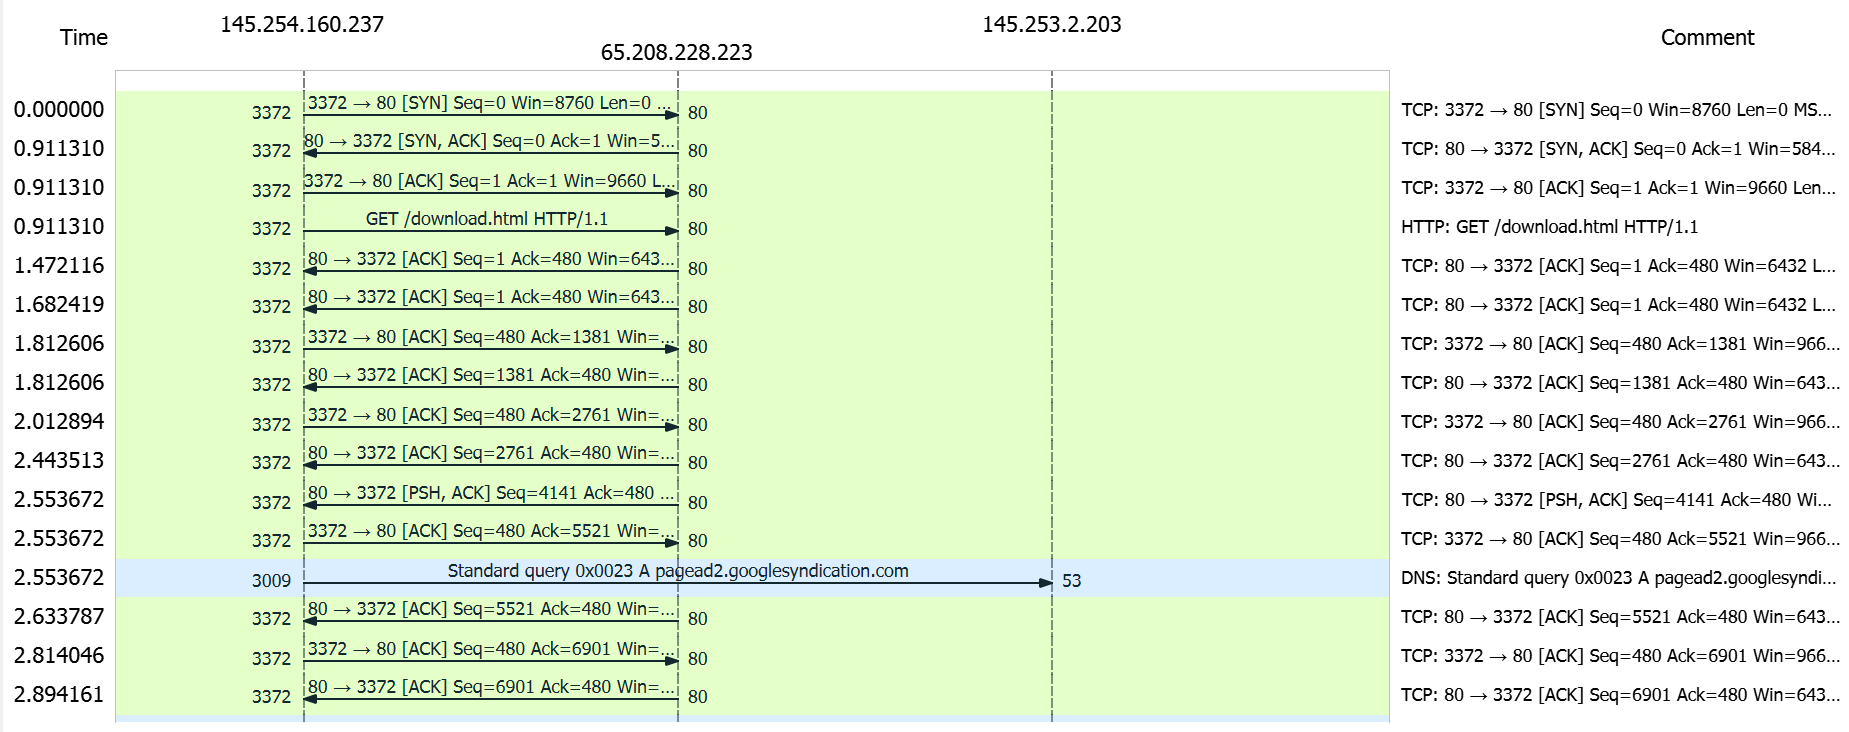 145.254.160.237 145.253.2.203
Time 65.208.228.223 Comment
0.000000 3372 3372 → 80 [SYN] Seq=0 Win=8760 Len=0 ... 80 TCP: 3372 → 80 [SYN] Seq=0 Win=8760 Len=0 MS...
0.911310 3372 80 → 3372 [SYN, ACK] Seq=0 Ack=1 Win=5... 80 TCP: 80 → 3372 [SYN, ACK] Seq=0 Ack=1 Win=584...
0.911310 3372 3372 → 80 [ACK] Seq=1 Ack=1 Win=9660 L... 80 TCP: 3372 → 80 [ACK] Seq=1 Ack=1 Win=9660 Len...
0.911310 3372 GET /download.html HTTP/1.1 80 HTTP: GET /download.html HTTP/1.1
1.472116 3372 80 → 3372 [ACK] Seq=1 Ack=480 Win=643... 80 TCP: 80 → 3372 [ACK] Seq=1 Ack=480 Win=6432 L...
1.682419 3372 80 → 3372 [ACK] Seq=1 Ack=480 Win=643... 80 TCP: 80 → 3372 [ACK] Seq=1 Ack=480 Win=6432 L...
1.812606 3372 3372 → 80 [ACK] Seq=480 Ack=1381 Win=... 80 TCP: 3372 → 80 [ACK] Seq=480 Ack=1381 Win=966...
1.812606 3372 80 → 3372 [ACK] Seq=1381 Ack=480 Win=... 80 TCP: 80 → 3372 [ACK] Seq=1381 Ack=480 Win=643...
2.012894 3372 3372 → 80 [ACK] Seq=480 Ack=2761 Win=... 80 TCP: 3372 → 80 [ACK] Seq=480 Ack=2761 Win=966...
2.443513 3372 80 → 3372 [ACK] Seq=2761 Ack=480 Win=... 80 TCP: 80 → 3372 [ACK] Seq=2761 Ack=480 Win=643...
2.553672 3372 80 → 3372 [PSH, ACK] Seq=4141 Ack=480 ... 80 TCP: 80 → 3372 [PSH, ACK] Seq=4141 Ack=480 Wi...
2.553672 3372 3372 → 80 [ACK] Seq=480 Ack=5521 Win=... 80 TCP: 3372 → 80 [ACK] Seq=480 Ack=5521 Win=966...
2.553672 3009 Standard query 0x0023 A pagead2.googlesyndication.com 53 DNS: Standard query 0x0023 A pagead2.googlesyndi...
2.633787 3372 80 → 3372 [ACK] Seq=5521 Ack=480 Win=... 80 TCP: 80 → 3372 [ACK] Seq=5521 Ack=480 Win=643...
2.814046 3372 3372 → 80 [ACK] Seq=480 Ack=6901 Win=... 80 TCP: 3372 → 80 [ACK] Seq=480 Ack=6901 Win=966...
2.894161 3372 80 → 3372 [ACK] Seq=6901 Ack=480 Win=... 80 TCP: 80 → 3372 [ACK] Seq=6901 Ack=480 Win=643...